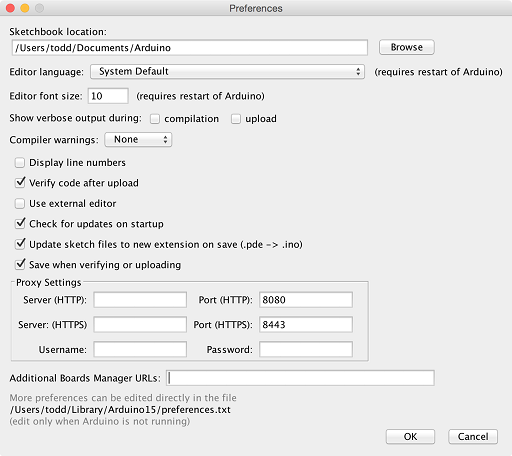 Preferences
Sketchbook location:
/Users/todd/Documents/Arduino Browse
Editor language: System Default (requires restart of Arduino)
Editor font size: 10 (requires restart of Arduino)
Show verbose output during: compilation upload
Compiler warnings: None
Display line numbers
Verify code after upload
Use external editor
Check for updates on startup
Update sketch files to new extension on save (.pde -> .ino)
Save when verifying or uploading
Proxy Settings
Server (HTTP): Port (HTTP): 8080
Server: (HTTPS) Port (HTTPS): 8443
Username: Password:
Additional Boards Manager URLs:
More preferences can be edited directly in the file
/Users/todd/Library/Arduino15/preferences.txt
(edit only when Arduino is not running)
OK Cancel